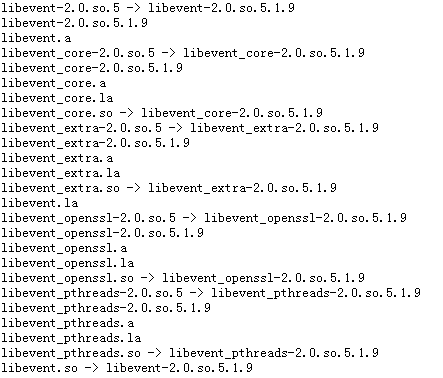 libevent-2.0.so.5 -> libevent-2.0.so.5.1.9
libevent-2.0.so.5.1.9
libevent.a
libevent_core-2.0.so.5 -> libevent_core-2.0.so.5.1.9
libevent_core-2.0.so.5.1.9
libevent_core.a
libevent_core.la
libevent_core.so -> libevent_core-2.0.so.5.1.9
libevent_extra-2.0.so.5 -> libevent_extra-2.0.so.5.1.9
libevent_extra-2.0.so.5.1.9
libevent_extra.a
libevent_extra.la
libevent_extra.so -> libevent_extra-2.0.so.5.1.9
libevent.la
libevent_openssl-2.0.so.5 -> libevent_openssl-2.0.so.5.1.9
libevent_openssl-2.0.so.5.1.9
libevent_openssl.a
libevent_openssl.la
libevent_openssl.so -> libevent_openssl-2.0.so.5.1.9
libevent_pthreads-2.0.so.5 -> libevent_pthreads-2.0.so.5.1.9
libevent_pthreads-2.0.so.5.1.9
libevent_pthreads.a
libevent_pthreads.la
libevent_pthreads.so -> libevent_pthreads-2.0.so.5.1.9
libevent.so -> libevent-2.0.so.5.1.9